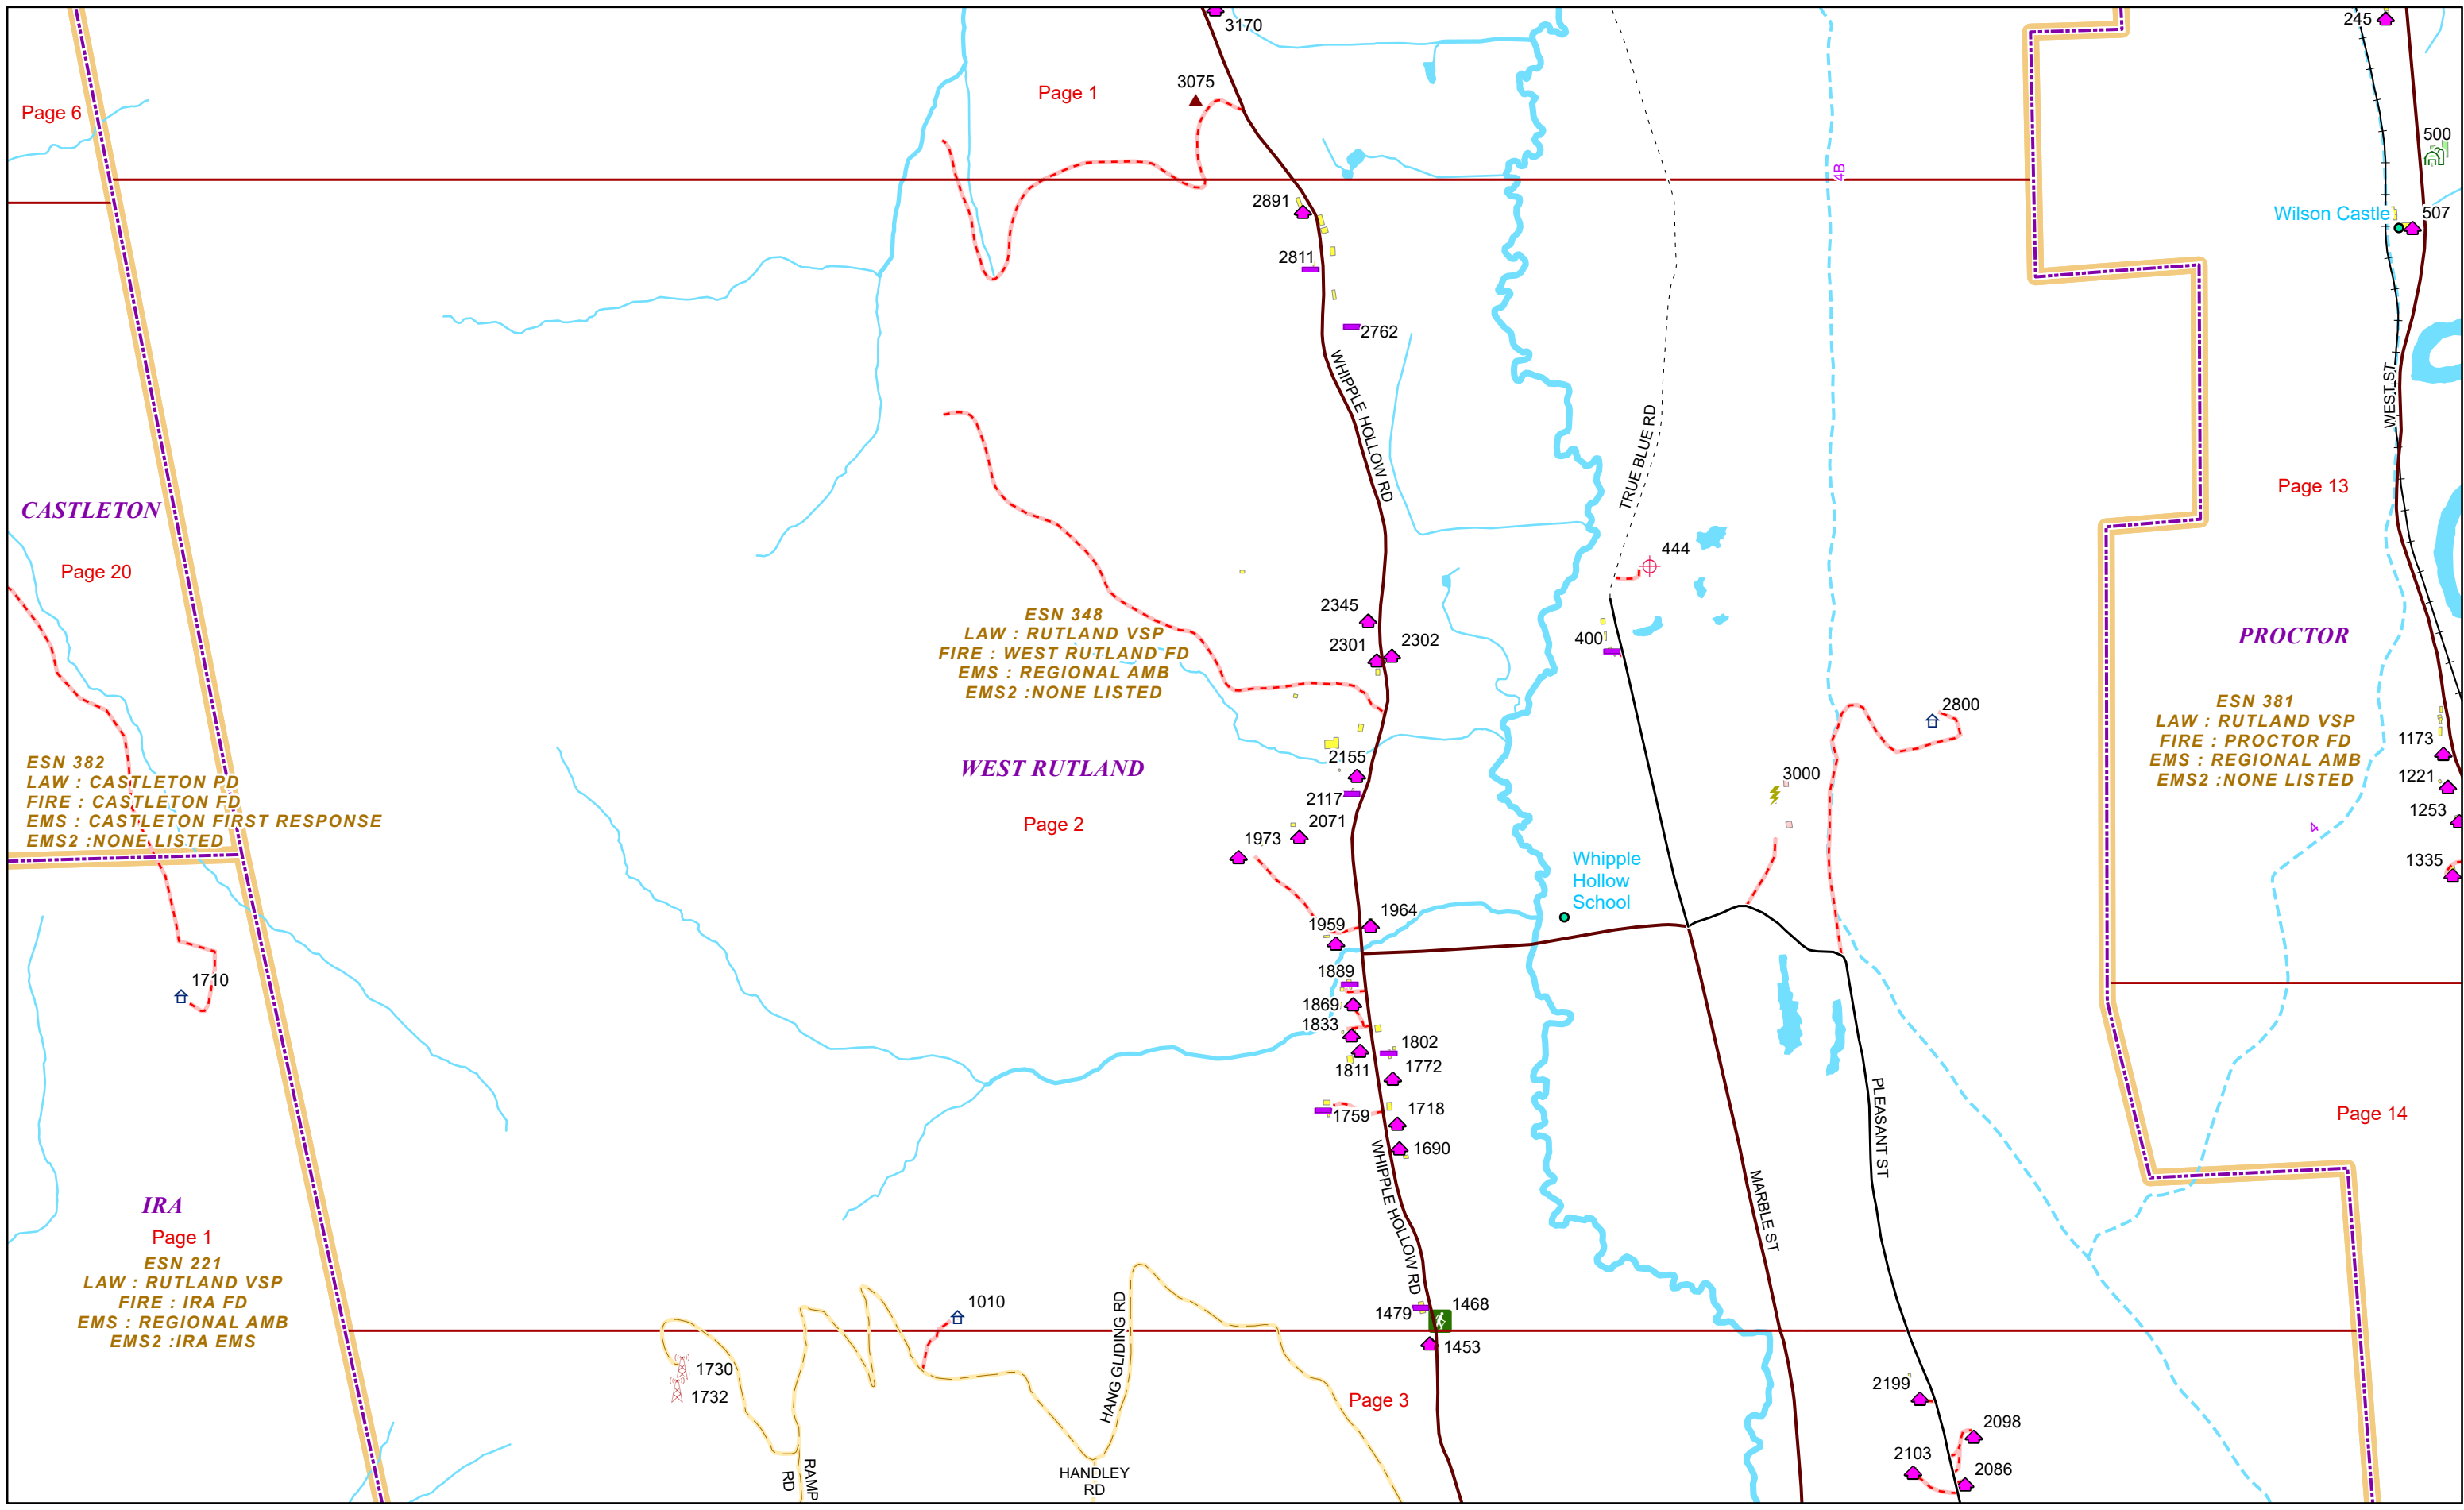 3170
245
3075
Page 1
Page 6
500
4B
2891
Wilson Castle
507
2811
2762
WHIPPLE HOLLOW RD
WEST ST
TRUE BLUE RD
Page 13
CASTLETON
Page 20
444
ESN 348
LAW : RUTLAND VSP
FIRE : WEST RUTLAND FD
EMS : REGIONAL AMB
EMS2 :NONE LISTED
2345
2301
2302
400
PROCTOR
ESN 381
LAW : RUTLAND VSP
FIRE : PROCTOR FD
EMS : REGIONAL AMB
EMS2 :NONE LISTED
2800
1173
1221
1253
1335
4
ESN 382
LAW : CASTLETON PD
FIRE : CASTLETON FD
EMS : CASTLETON FIRST RESPONSE
EMS2 :NONE LISTED
WEST RUTLAND
Page 2
2155
2117
2071
1973
3000
Whipple
Hollow
School
1964
1959
1710
1889
1869
1833
1802
1811
1772
1759
1718
1690
WHIPPLE HOLLOW RD
PLEASANT ST
MARBLE ST
Page 14
IRA
Page 1
ESN 221
LAW : RUTLAND VSP
FIRE : IRA FD
EMS : REGIONAL AMB
EMS2 :IRA EMS
1010
HANG GLIDING RD
1479
1468
1453
1730
1732
Page 3
2199
2098
2103
2086
RAMP
RD
HANDLEY
RD